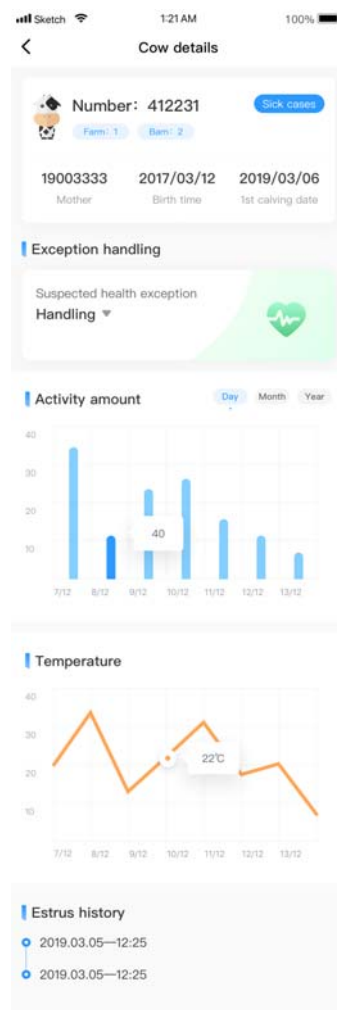 Sketch 1:21 AM 100%
Cow details
Number: 412231 Sick cases
Farm: 1 Barn: 2
19003333 2017/03/12 2019/03/06
Mother Birth time 1st calving date
Exception handling
Suspected health exception
Handling
Activity amount Day Month Year
40
30
20
10
40
7/12 8/12 9/12 10/12 11/12 12/12 13/12
Temperature
40
30
20
10
22℃
7/12 8/12 9/12 10/12 11/12 12/12 13/12
Estrus history
2019.03.05—12:25
2019.03.05—12:25